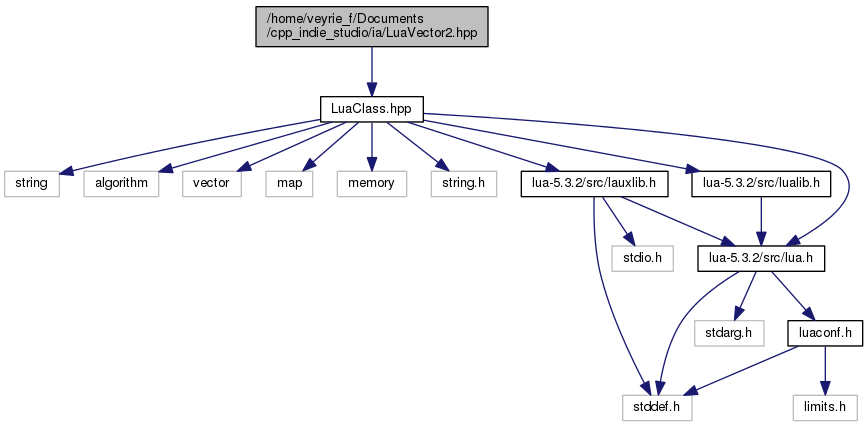 /home/veyrie_f/Documents
/cpp_indie_studio/ia/LuaVector2.hpp
LuaClass.hpp
string
algorithm
vector
map
memory
string.h
lua-5.3.2/src/lauxlib.h
lua-5.3.2/src/lualib.h
stdio.h
lua-5.3.2/src/lua.h
stdarg.h
luaconf.h
stddef.h
limits.h